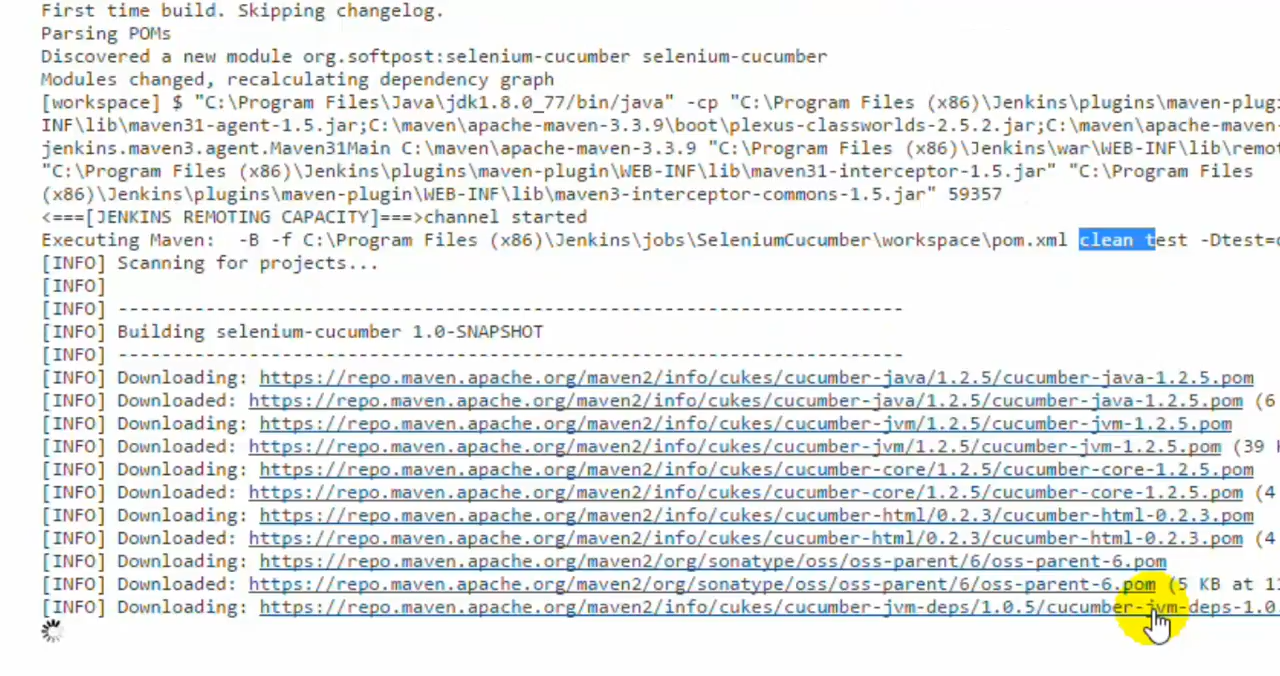 First time build. Skipping changelog.
Parsing POMs
Discovered a new module org.softpost:selenium-cucumber selenium-cucumber
Modules changed, recalculating dependency graph
[workspace] $ "C:\Program Files\Java\jdk1.8.0_77/bin/java" -cp "C:\Program Files (x86)\Jenkins\plugins\maven-plugi
INF\lib\maven31-agent-1.5.jar;C:\maven\apache-maven-3.3.9\boot\plexus-classworlds-2.5.2.jar;C:\maven\apache-maven-
jenkins.maven3.agent.Maven31Main C:\maven\apache-maven-3.3.9 "C:\Program Files (x86)\Jenkins\war\WEB-INF\lib\remot
"C:\Program Files (x86)\Jenkins\plugins\maven-plugin\WEB-INF\lib\maven31-interceptor-1.5.jar" "C:\Program Files
(x86)\Jenkins\plugins\maven-plugin\WEB-INF\lib\maven3-interceptor-commons-1.5.jar" 59357
<===[JENKINS REMOTING CAPACITY]===>channel started
Executing Maven:  -B -f C:\Program Files (x86)\Jenkins\jobs\SeleniumCucumber\workspace\pom.xml clean test -Dtest=
[INFO] Scanning for projects...
[INFO]
[INFO] ------------------------------------------------------------------------
[INFO] Building selenium-cucumber 1.0-SNAPSHOT
[INFO] ------------------------------------------------------------------------
[INFO] Downloading: https://repo.maven.apache.org/maven2/info/cukes/cucumber-java/1.2.5/cucumber-java-1.2.5.pom
[INFO] Downloaded: https://repo.maven.apache.org/maven2/info/cukes/cucumber-java/1.2.5/cucumber-java-1.2.5.pom (6
[INFO] Downloading: https://repo.maven.apache.org/maven2/info/cukes/cucumber-jvm/1.2.5/cucumber-jvm-1.2.5.pom
[INFO] Downloaded: https://repo.maven.apache.org/maven2/info/cukes/cucumber-jvm/1.2.5/cucumber-jvm-1.2.5.pom (39
[INFO] Downloading: https://repo.maven.apache.org/maven2/info/cukes/cucumber-core/1.2.5/cucumber-core-1.2.5.pom
[INFO] Downloaded: https://repo.maven.apache.org/maven2/info/cukes/cucumber-core/1.2.5/cucumber-core-1.2.5.pom (4
[INFO] Downloading: https://repo.maven.apache.org/maven2/info/cukes/cucumber-html/0.2.3/cucumber-html-0.2.3.pom
[INFO] Downloaded: https://repo.maven.apache.org/maven2/info/cukes/cucumber-html/0.2.3/cucumber-html-0.2.3.pom (4
[INFO] Downloading: https://repo.maven.apache.org/maven2/org/sonatype/oss/oss-parent/6/oss-parent-6.pom
[INFO] Downloaded: https://repo.maven.apache.org/maven2/org/sonatype/oss/oss-parent/6/oss-parent-6.pom (5 KB at 1
[INFO] Downloading: https://repo.maven.apache.org/maven2/info/cukes/cucumber-jvm-deps/1.0.5/cucumber-jvm-deps-1.0